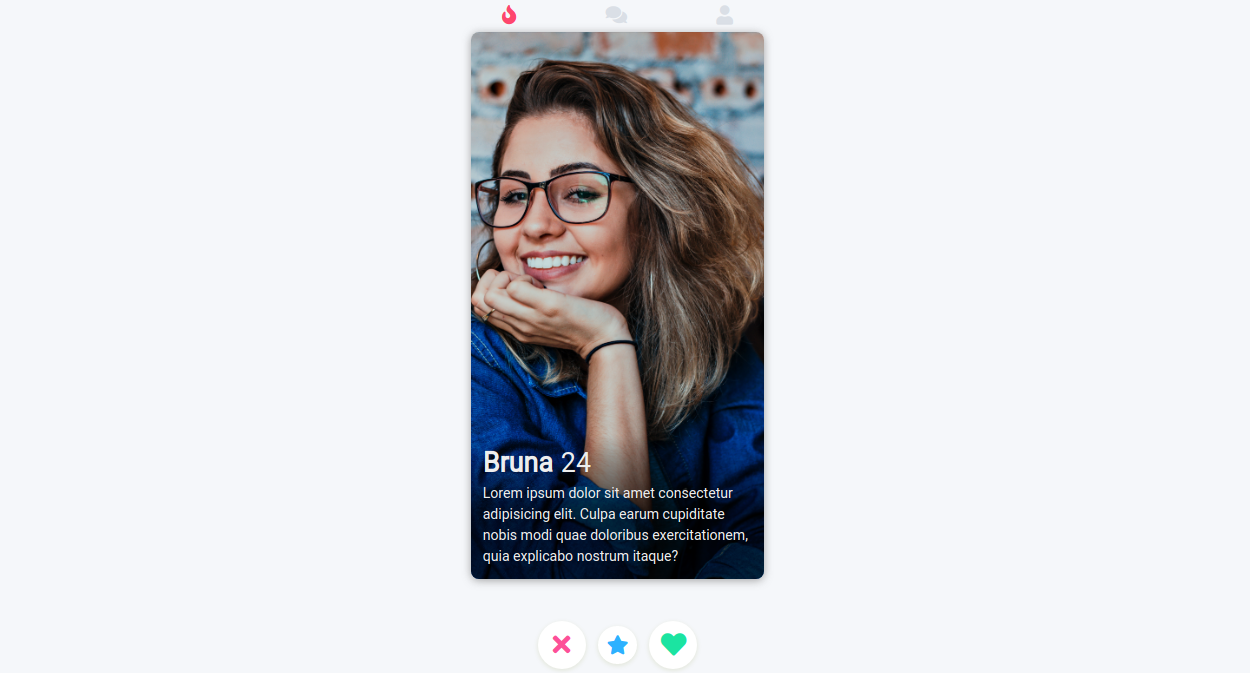 Bruna 24
Lorem ipsum dolor sit amet consectetur
adipisicing elit. Culpa earum cupiditate
nobis modi quae doloribus exercitationem,
quia explicabo nostrum itaque?